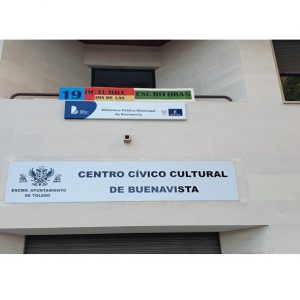 19 OCTUBRE
DIA DE LAS
ESCRITORAS
Biblioteca Pública Municipal
de Buenavista
CENTRO CÍVICO CULTURAL
DE BUENAVISTA
EXCMO. AYUNTAMIENTO
DE TOLEDO